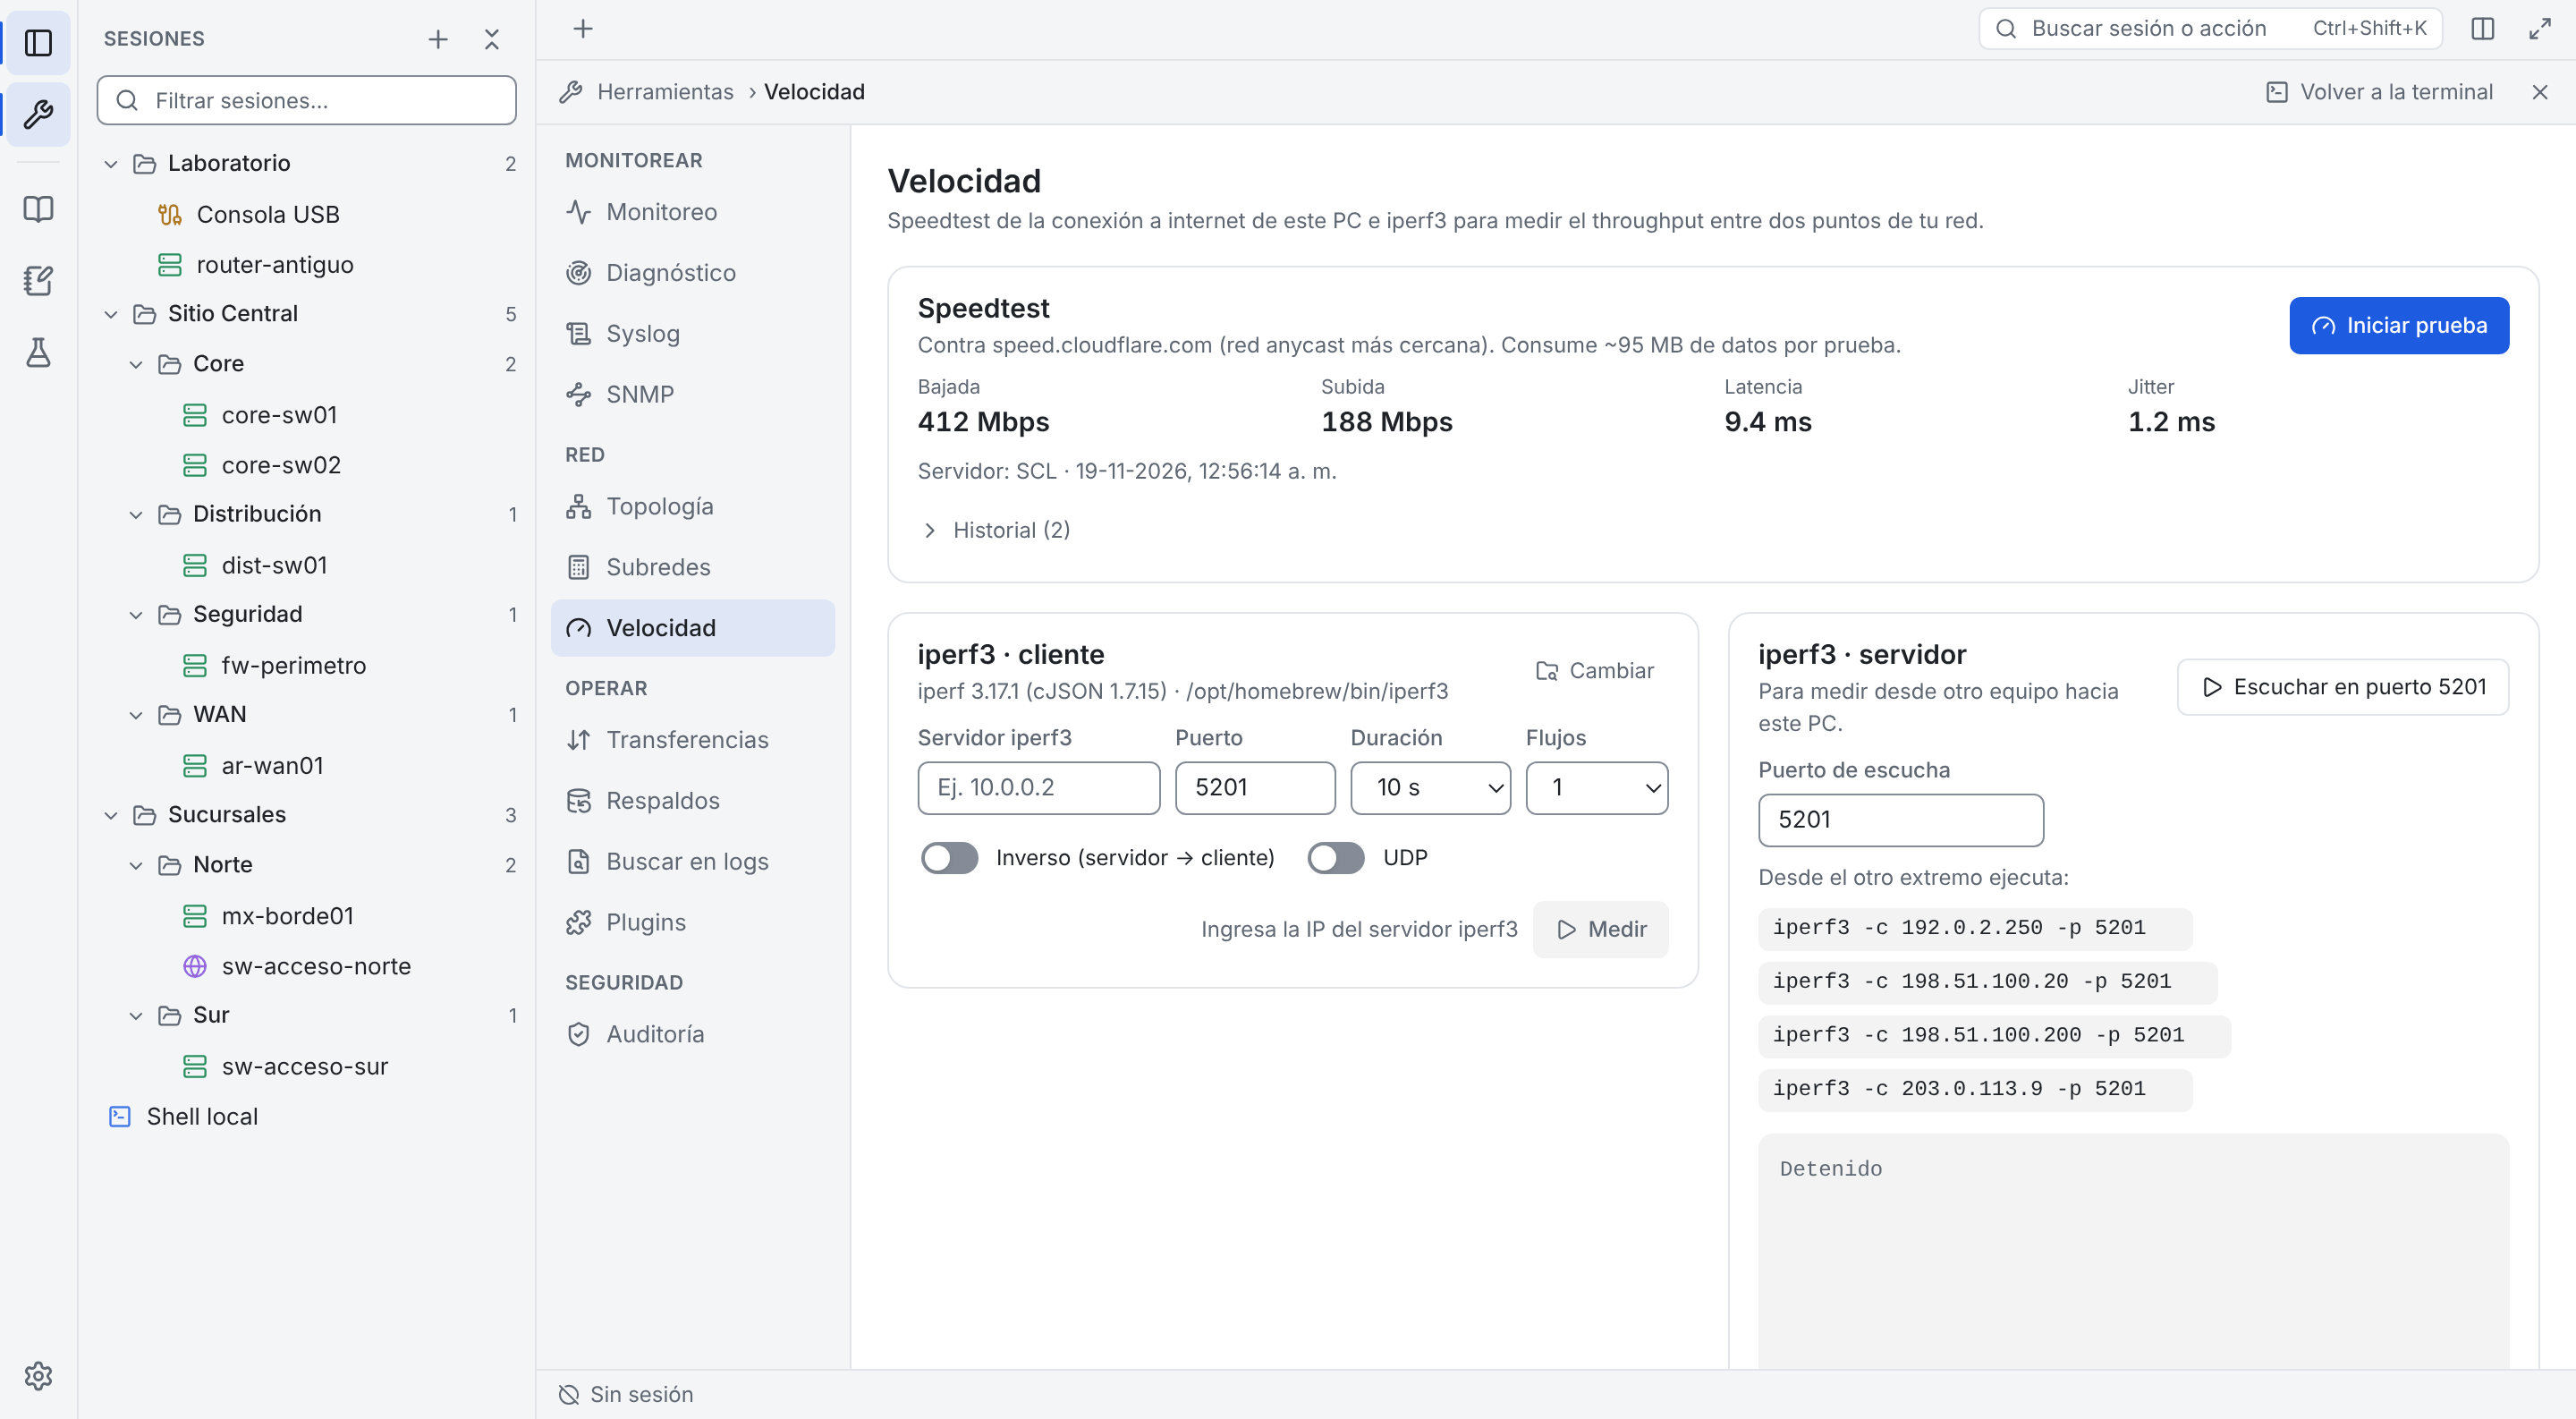 SESIONES
Filtrar sesiones...
Laboratorio 2
Consola USB
router-antiguo
Sitio Central 5
Core 2
core-sw01
core-sw02
Distribución 1
dist-sw01
Seguridad 1
fw-perimetro
WAN 1
ar-wan01
Sucursales 3
Norte 2
mx-borde01
sw-acceso-norte
Sur 1
sw-acceso-sur
Shell local
Buscar sesión o acción Ctrl+Shift+K
Herramientas › Velocidad
Volver a la terminal
MONITOREAR
Monitoreo
Diagnóstico
Syslog
SNMP
RED
Topología
Subredes
Velocidad
OPERAR
Transferencias
Respaldos
Buscar en logs
Plugins
SEGURIDAD
Auditoría
Velocidad
Speedtest de la conexión a internet de este PC e iperf3 para medir el throughput entre dos puntos de tu red.
Speedtest
Contra speed.cloudflare.com (red anycast más cercana). Consume ~95 MB de datos por prueba.
Iniciar prueba
Bajada Subida Latencia Jitter
412 Mbps 188 Mbps 9.4 ms 1.2 ms
Servidor: SCL · 19-11-2026, 12:56:14 a. m.
Historial (2)
iperf3 · cliente
iperf 3.17.1 (cJSON 1.7.15) · /opt/homebrew/bin/iperf3
Cambiar
Servidor iperf3 Puerto Duración Flujos
Ej. 10.0.0.2 5201 10 s 1
Inverso (servidor → cliente) UDP
Ingresa la IP del servidor iperf3 Medir
iperf3 · servidor
Para medir desde otro equipo hacia
este PC.
Escuchar en puerto 5201
Puerto de escucha
5201
Desde el otro extremo ejecuta:
iperf3 -c 192.0.2.250 -p 5201
iperf3 -c 198.51.100.20 -p 5201
iperf3 -c 198.51.100.200 -p 5201
iperf3 -c 203.0.113.9 -p 5201
Detenido
Sin sesión